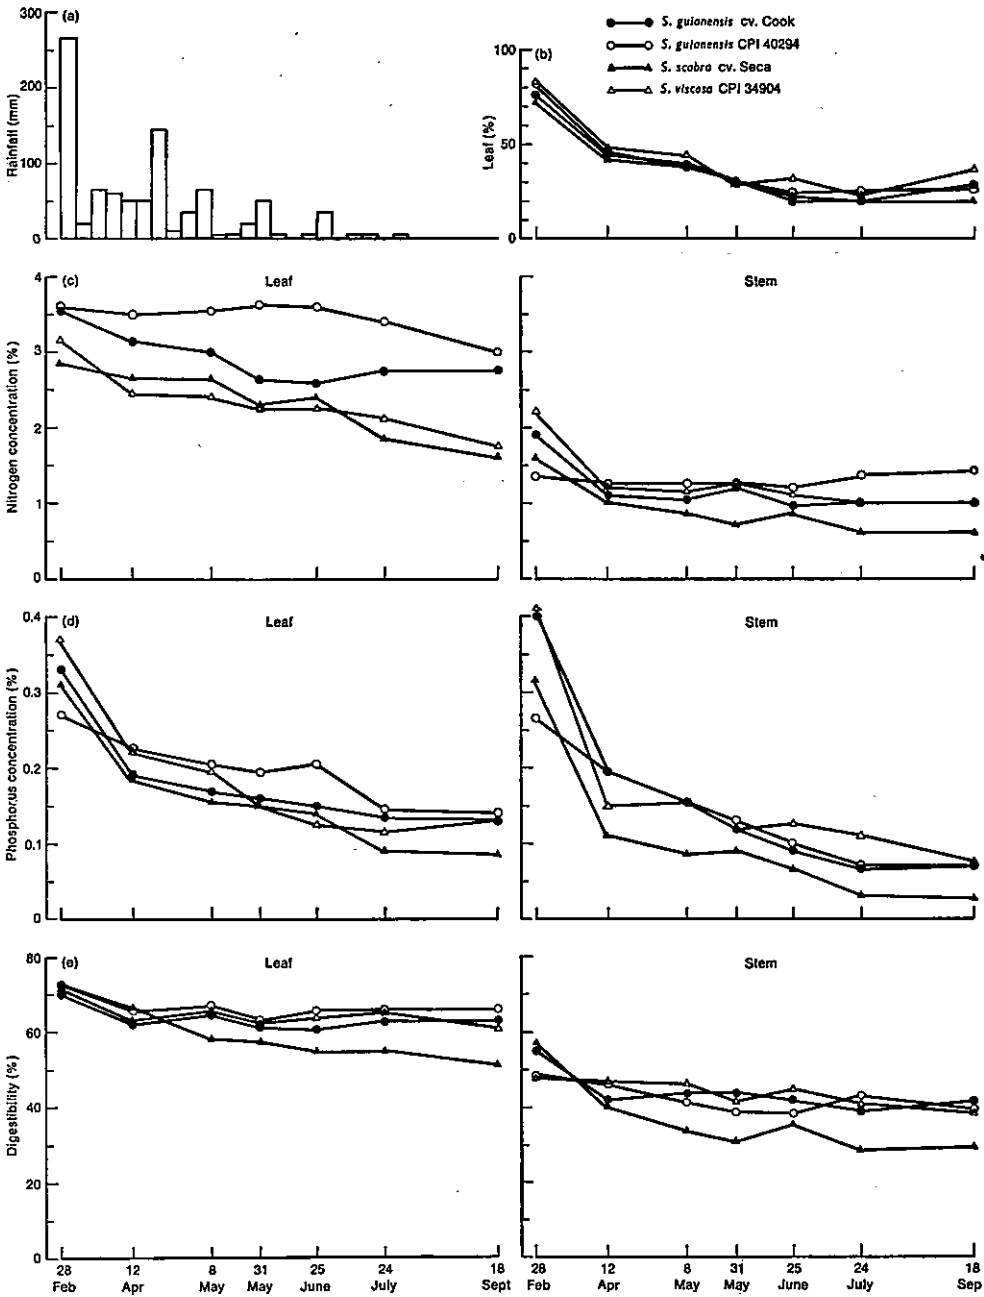 (a)
300
200
100
0
Rainfall (mm)
S. guianensis cv. Cook
S. guianensis CPI 40294
S. scabra cv. Seca
S. viscosa CPI 34904
(b)
100
50
0
Leaf (%)
(c)
Leaf
Stem
4
3
2
1
0
Nitrogen concentration (%)
(d)
Leaf
Stem
0.4
0.3
0.2
0.1
0
Phosphorus concentration (%)
(e)
Leaf
Stem
80
60
40
20
0
Digestibility (%)
28 12 8 31 25 24 18
Feb Apr May May June July Sept
28 12 8 31 25 24 18
Feb Apr May May June July Sep